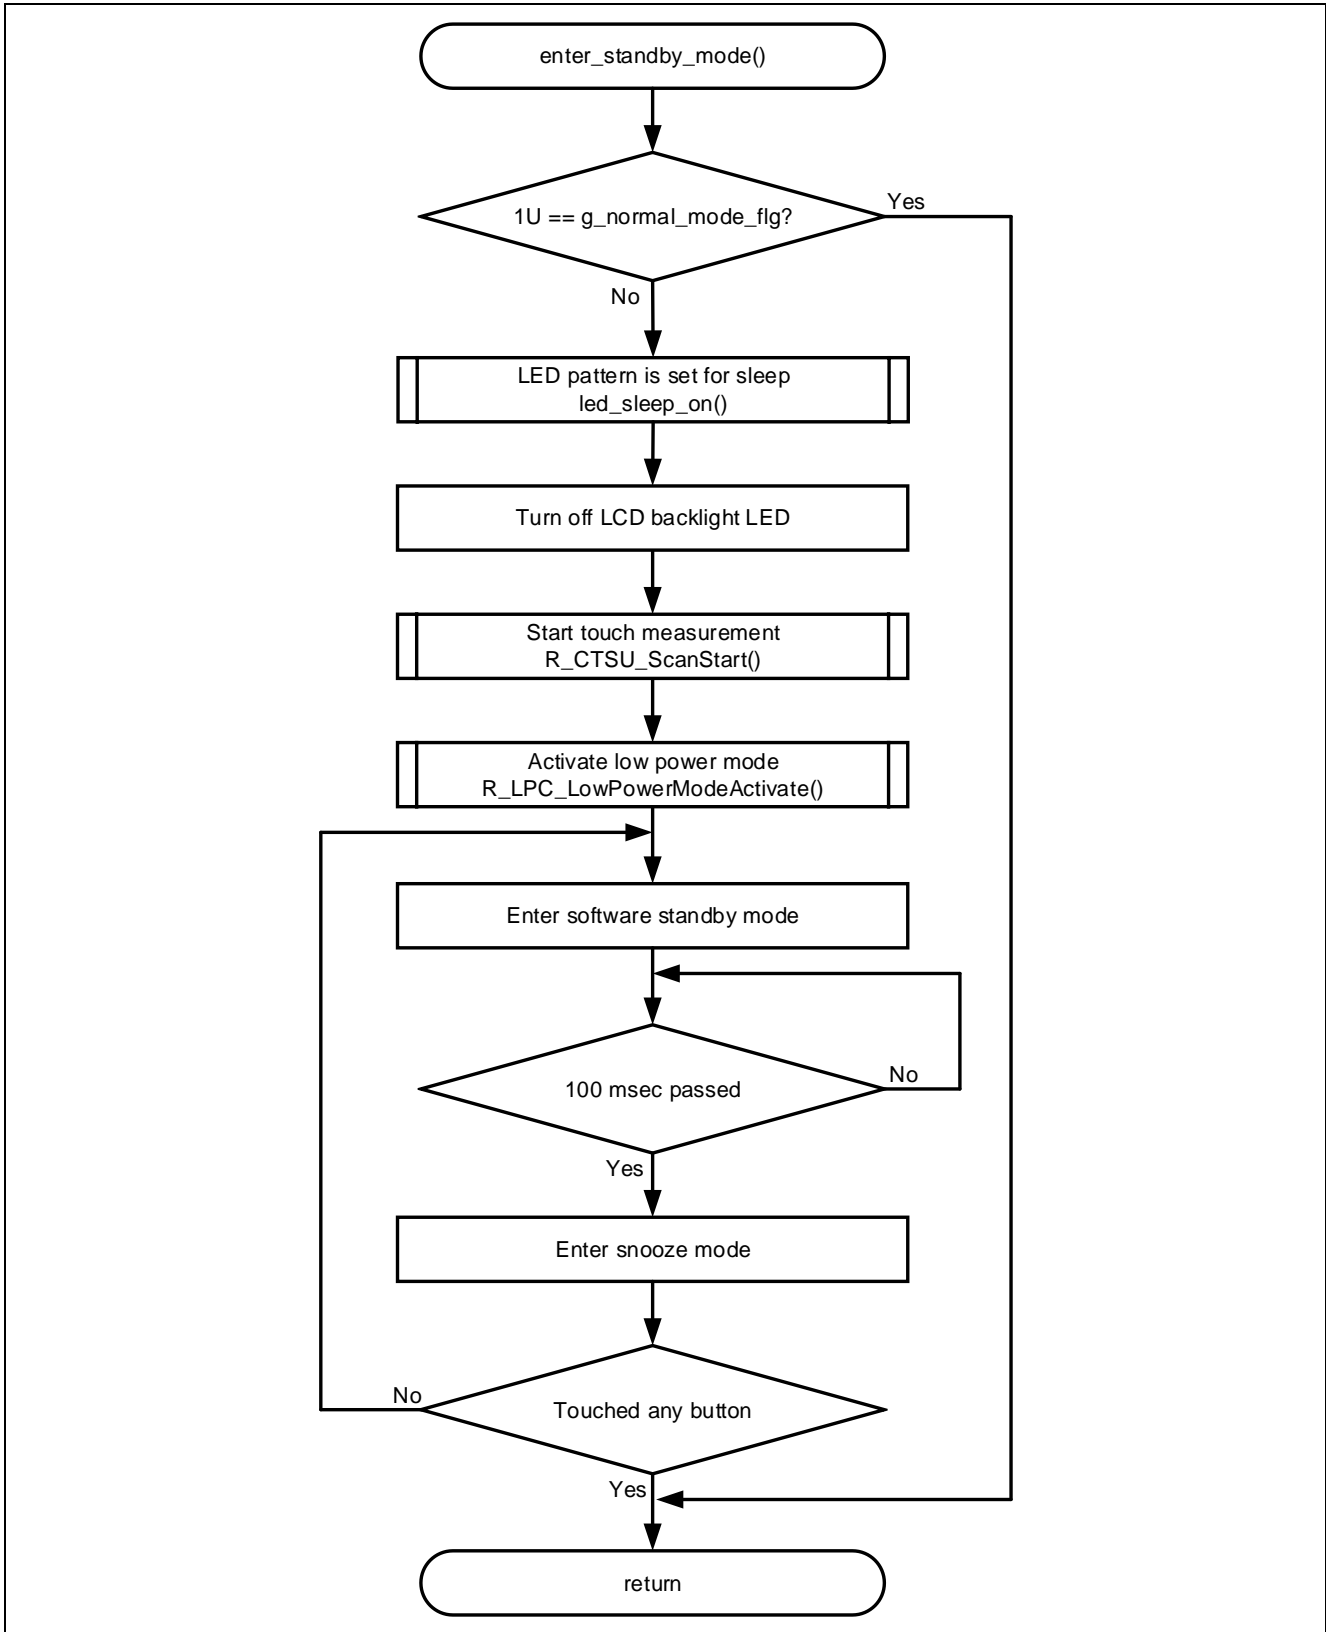 enter_standby_mode()
1U == g_normal_mode_flg?
Yes
No
LED pattern is set for sleep
led_sleep_on()
Turn off LCD backlight LED
Start touch measurement
R_CTSU_ScanStart()
Activate low power mode
R_LPC_LowPowerModeActivate()
Enter software standby mode
100 msec passed
No
Yes
Enter snooze mode
No
Touched any button
Yes
return